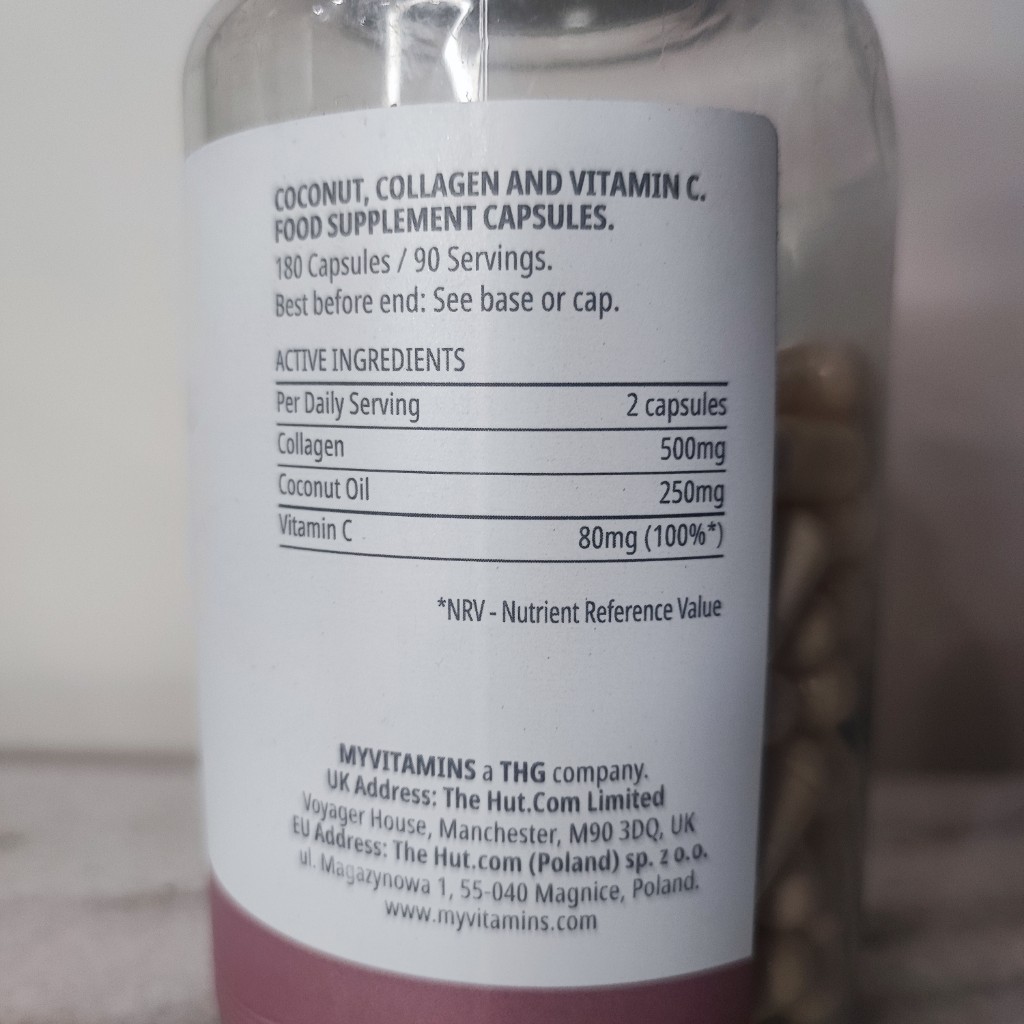 COCONUT, COLLAGEN AND VITAMIN C.
FOOD SUPPLEMENT CAPSULES.
180 Capsules / 90 Servings.
Best before end: See base or cap.
ACTIVE INGREDIENTS
Per Daily Serving 2 capsules
Collagen 500mg
Coconut Oil 250mg
Vitamin C 80mg (100%*)
*NRV - Nutrient Reference Value
MYVITAMINS a THG company.
UK Address: The Hut.Com Limited
Voyager House, Manchester, M90 3DQ, UK
EU Address: The Hut.com (Poland) sp. z o.o.
ul. Magazynowa 1, 55-040 Magnice, Poland.
www.myvitamins.com